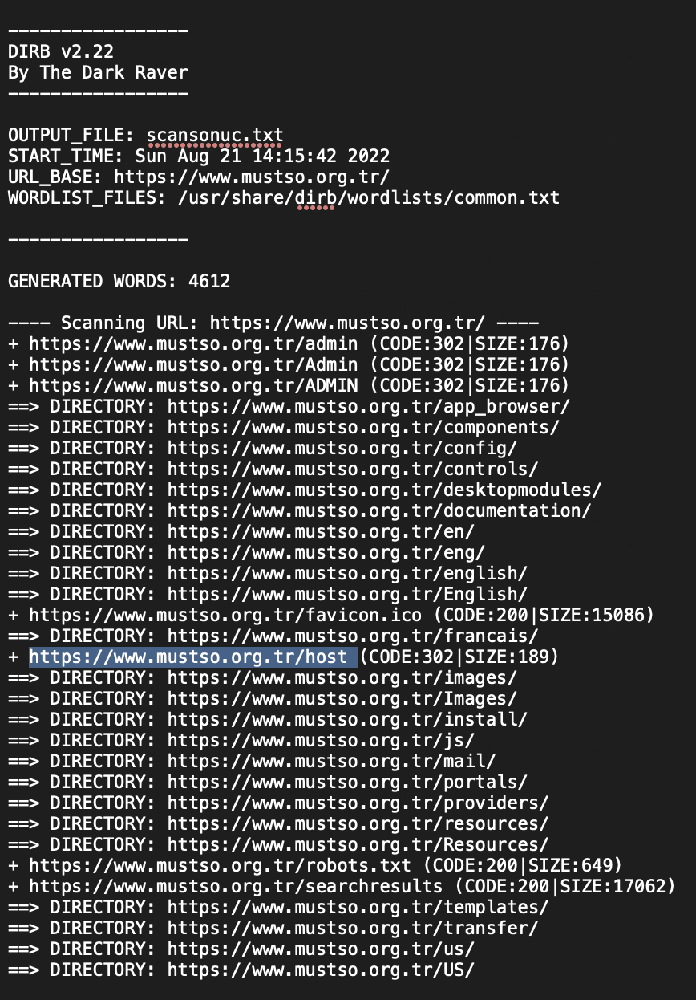 -----------------
DIRB v2.22
By The Dark Raver
-----------------
OUTPUT_FILE: scansonuc.txt
START_TIME: Sun Aug 21 14:15:42 2022
URL_BASE: https://www.mustso.org.tr/
WORDLIST_FILES: /usr/share/dirb/wordlists/common.txt
-----------------
GENERATED WORDS: 4612
---- Scanning URL: https://www.mustso.org.tr/ ----
+ https://www.mustso.org.tr/admin (CODE:302|SIZE:176)
+ https://www.mustso.org.tr/Admin (CODE:302|SIZE:176)
+ https://www.mustso.org.tr/ADMIN (CODE:302|SIZE:176)
==> DIRECTORY: https://www.mustso.org.tr/app_browser/
==> DIRECTORY: https://www.mustso.org.tr/components/
==> DIRECTORY: https://www.mustso.org.tr/config/
==> DIRECTORY: https://www.mustso.org.tr/controls/
==> DIRECTORY: https://www.mustso.org.tr/desktopmodules/
==> DIRECTORY: https://www.mustso.org.tr/documentation/
==> DIRECTORY: https://www.mustso.org.tr/en/
==> DIRECTORY: https://www.mustso.org.tr/eng/
==> DIRECTORY: https://www.mustso.org.tr/english/
==> DIRECTORY: https://www.mustso.org.tr/English/
+ https://www.mustso.org.tr/favicon.ico (CODE:200|SIZE:15086)
==> DIRECTORY: https://www.mustso.org.tr/francais/
+ https://www.mustso.org.tr/host (CODE:302|SIZE:189)
==> DIRECTORY: https://www.mustso.org.tr/images/
==> DIRECTORY: https://www.mustso.org.tr/Images/
==> DIRECTORY: https://www.mustso.org.tr/install/
==> DIRECTORY: https://www.mustso.org.tr/js/
==> DIRECTORY: https://www.mustso.org.tr/mail/
==> DIRECTORY: https://www.mustso.org.tr/portals/
==> DIRECTORY: https://www.mustso.org.tr/providers/
==> DIRECTORY: https://www.mustso.org.tr/resources/
==> DIRECTORY: https://www.mustso.org.tr/Resources/
+ https://www.mustso.org.tr/robots.txt (CODE:200|SIZE:649)
+ https://www.mustso.org.tr/searchresults (CODE:200|SIZE:17062)
==> DIRECTORY: https://www.mustso.org.tr/templates/
==> DIRECTORY: https://www.mustso.org.tr/transfer/
==> DIRECTORY: https://www.mustso.org.tr/us/
==> DIRECTORY: https://www.mustso.org.tr/US/